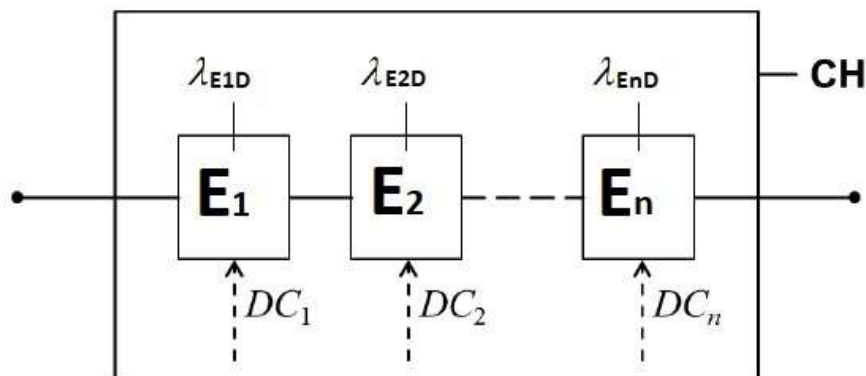 λE1D λE2D λEnD CH
E1 E2 En
DC1 DC2 DCn